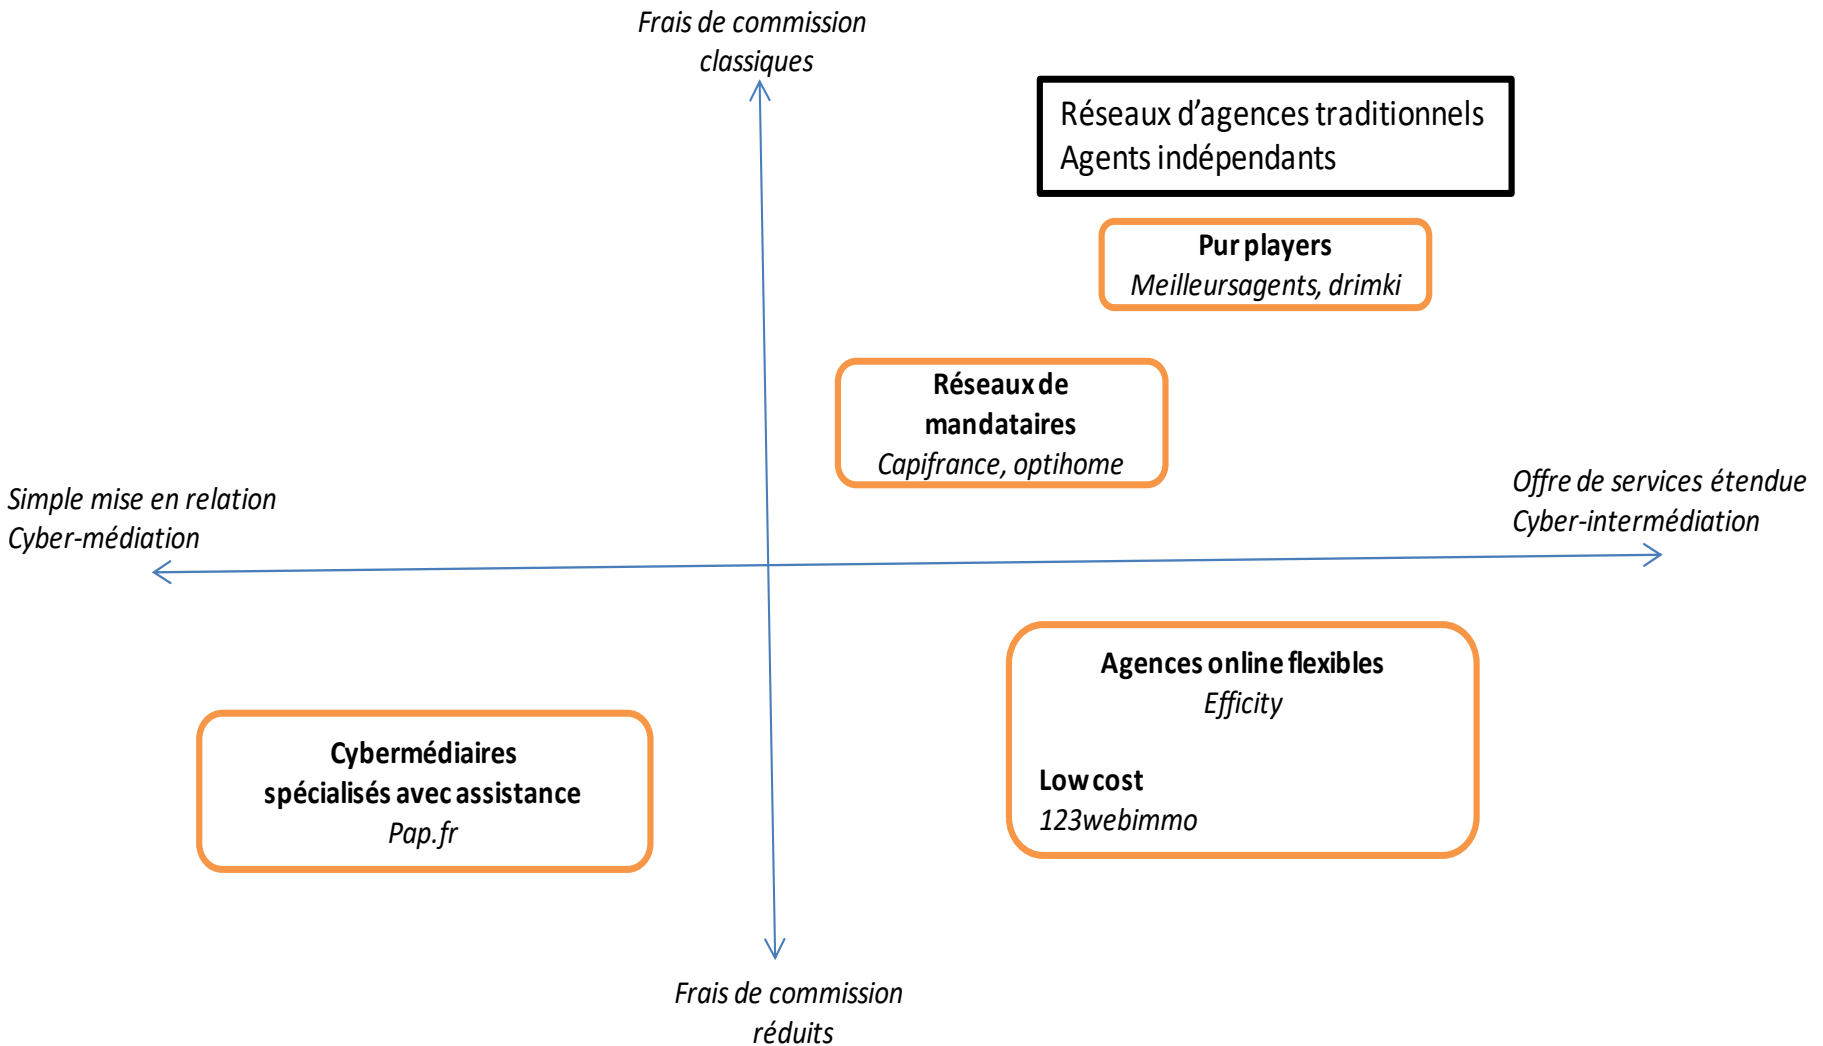 Frais de commission
classiques
Réseaux d’agences traditionnels
Agents indépendants
Pur players
Meilleursagents, drimki
Réseaux de
mandataires
Capifrance, optihome
Simple mise en relation
Cyber-médiation
Offre de services étendue
Cyber-intermédiation
Agences online flexibles
Efficity
Low cost
123webimmo
Cybermédiaires
spécialisés avec assistance
Pap.fr
Frais de commission
réduits